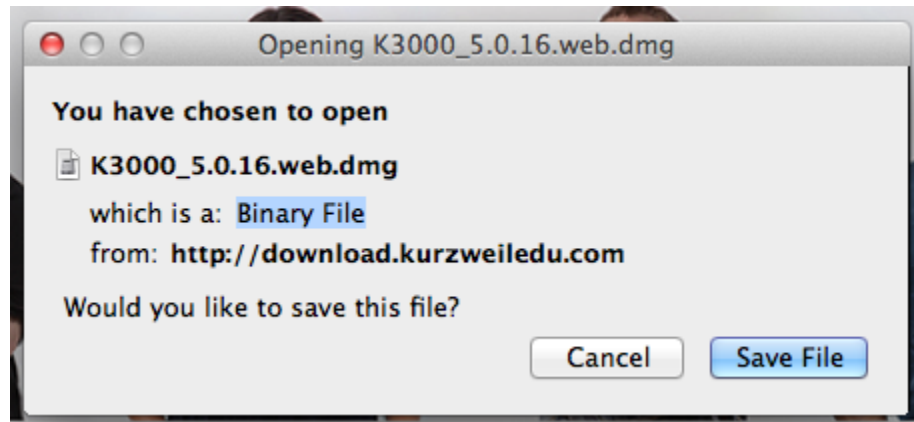 Opening K3000_5.0.16.web.dmg
You have chosen to open
K3000_5.0.16.web.dmg
which is a: Binary File
from: http://download.kurzweiledu.com
Would you like to save this file?
Cancel Save File